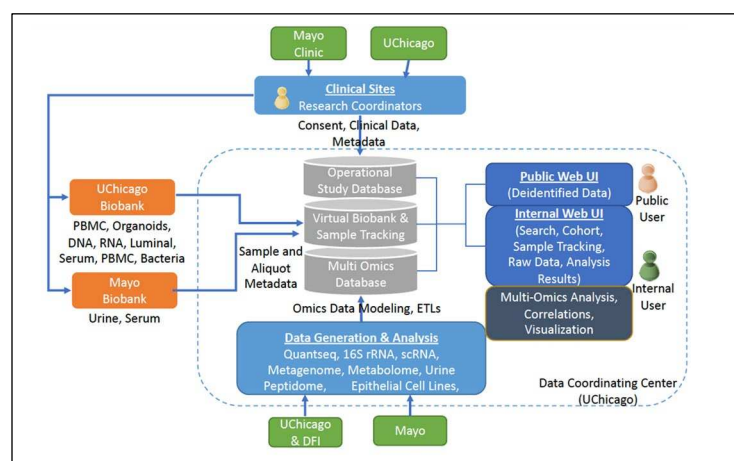 Mayo
Clinic
UChicago
Clinical Sites
Research Coordinators
Consent, Clinical Data,
Metadata
Operational
Study Database
Virtual Biobank &
Sample Tracking
Multi Omics
Database
Public Web UI
(Deidentified Data)
Public
User
Internal Web UI
(Search, Cohort,
Sample Tracking,
Raw Data, Analysis
Results)
Internal
User
Multi-Omics Analysis,
Correlations,
Visualization
UChicago
Biobank
PBMC, Organoids,
DNA, RNA, Luminal,
Serum, PBMC, Bacteria
Mayo
Biobank
Urine, Serum
Sample and
Aliquot
Metadata
Omics Data Modeling, ETLs
Data Generation & Analysis
Quantseq, 16S rRNA, scRNA,
Metagenome, Metabolome, Urine
Peptidome, Epithelial Cell Lines,
Data Coordinating Center
(UChicago)
UChicago
& DFI
Mayo